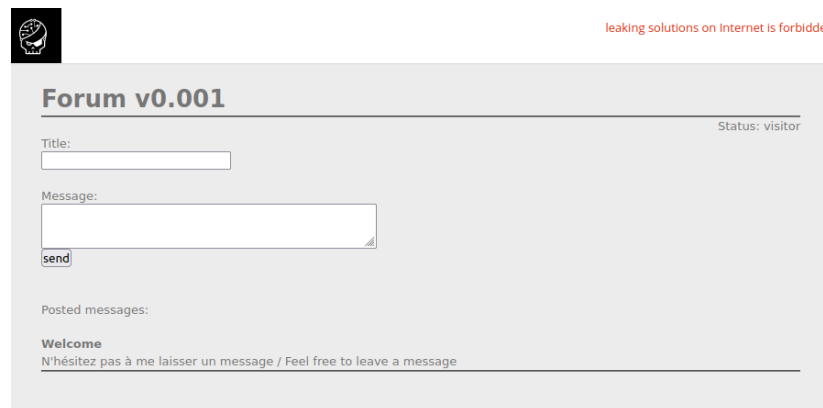 leaking solutions on Internet is
Forum v0.001
Status: visitor
Title:
Message:
send
Posted messages:
Welcome
N'hésitez pas à me laisser un message / Feel free to leave a message